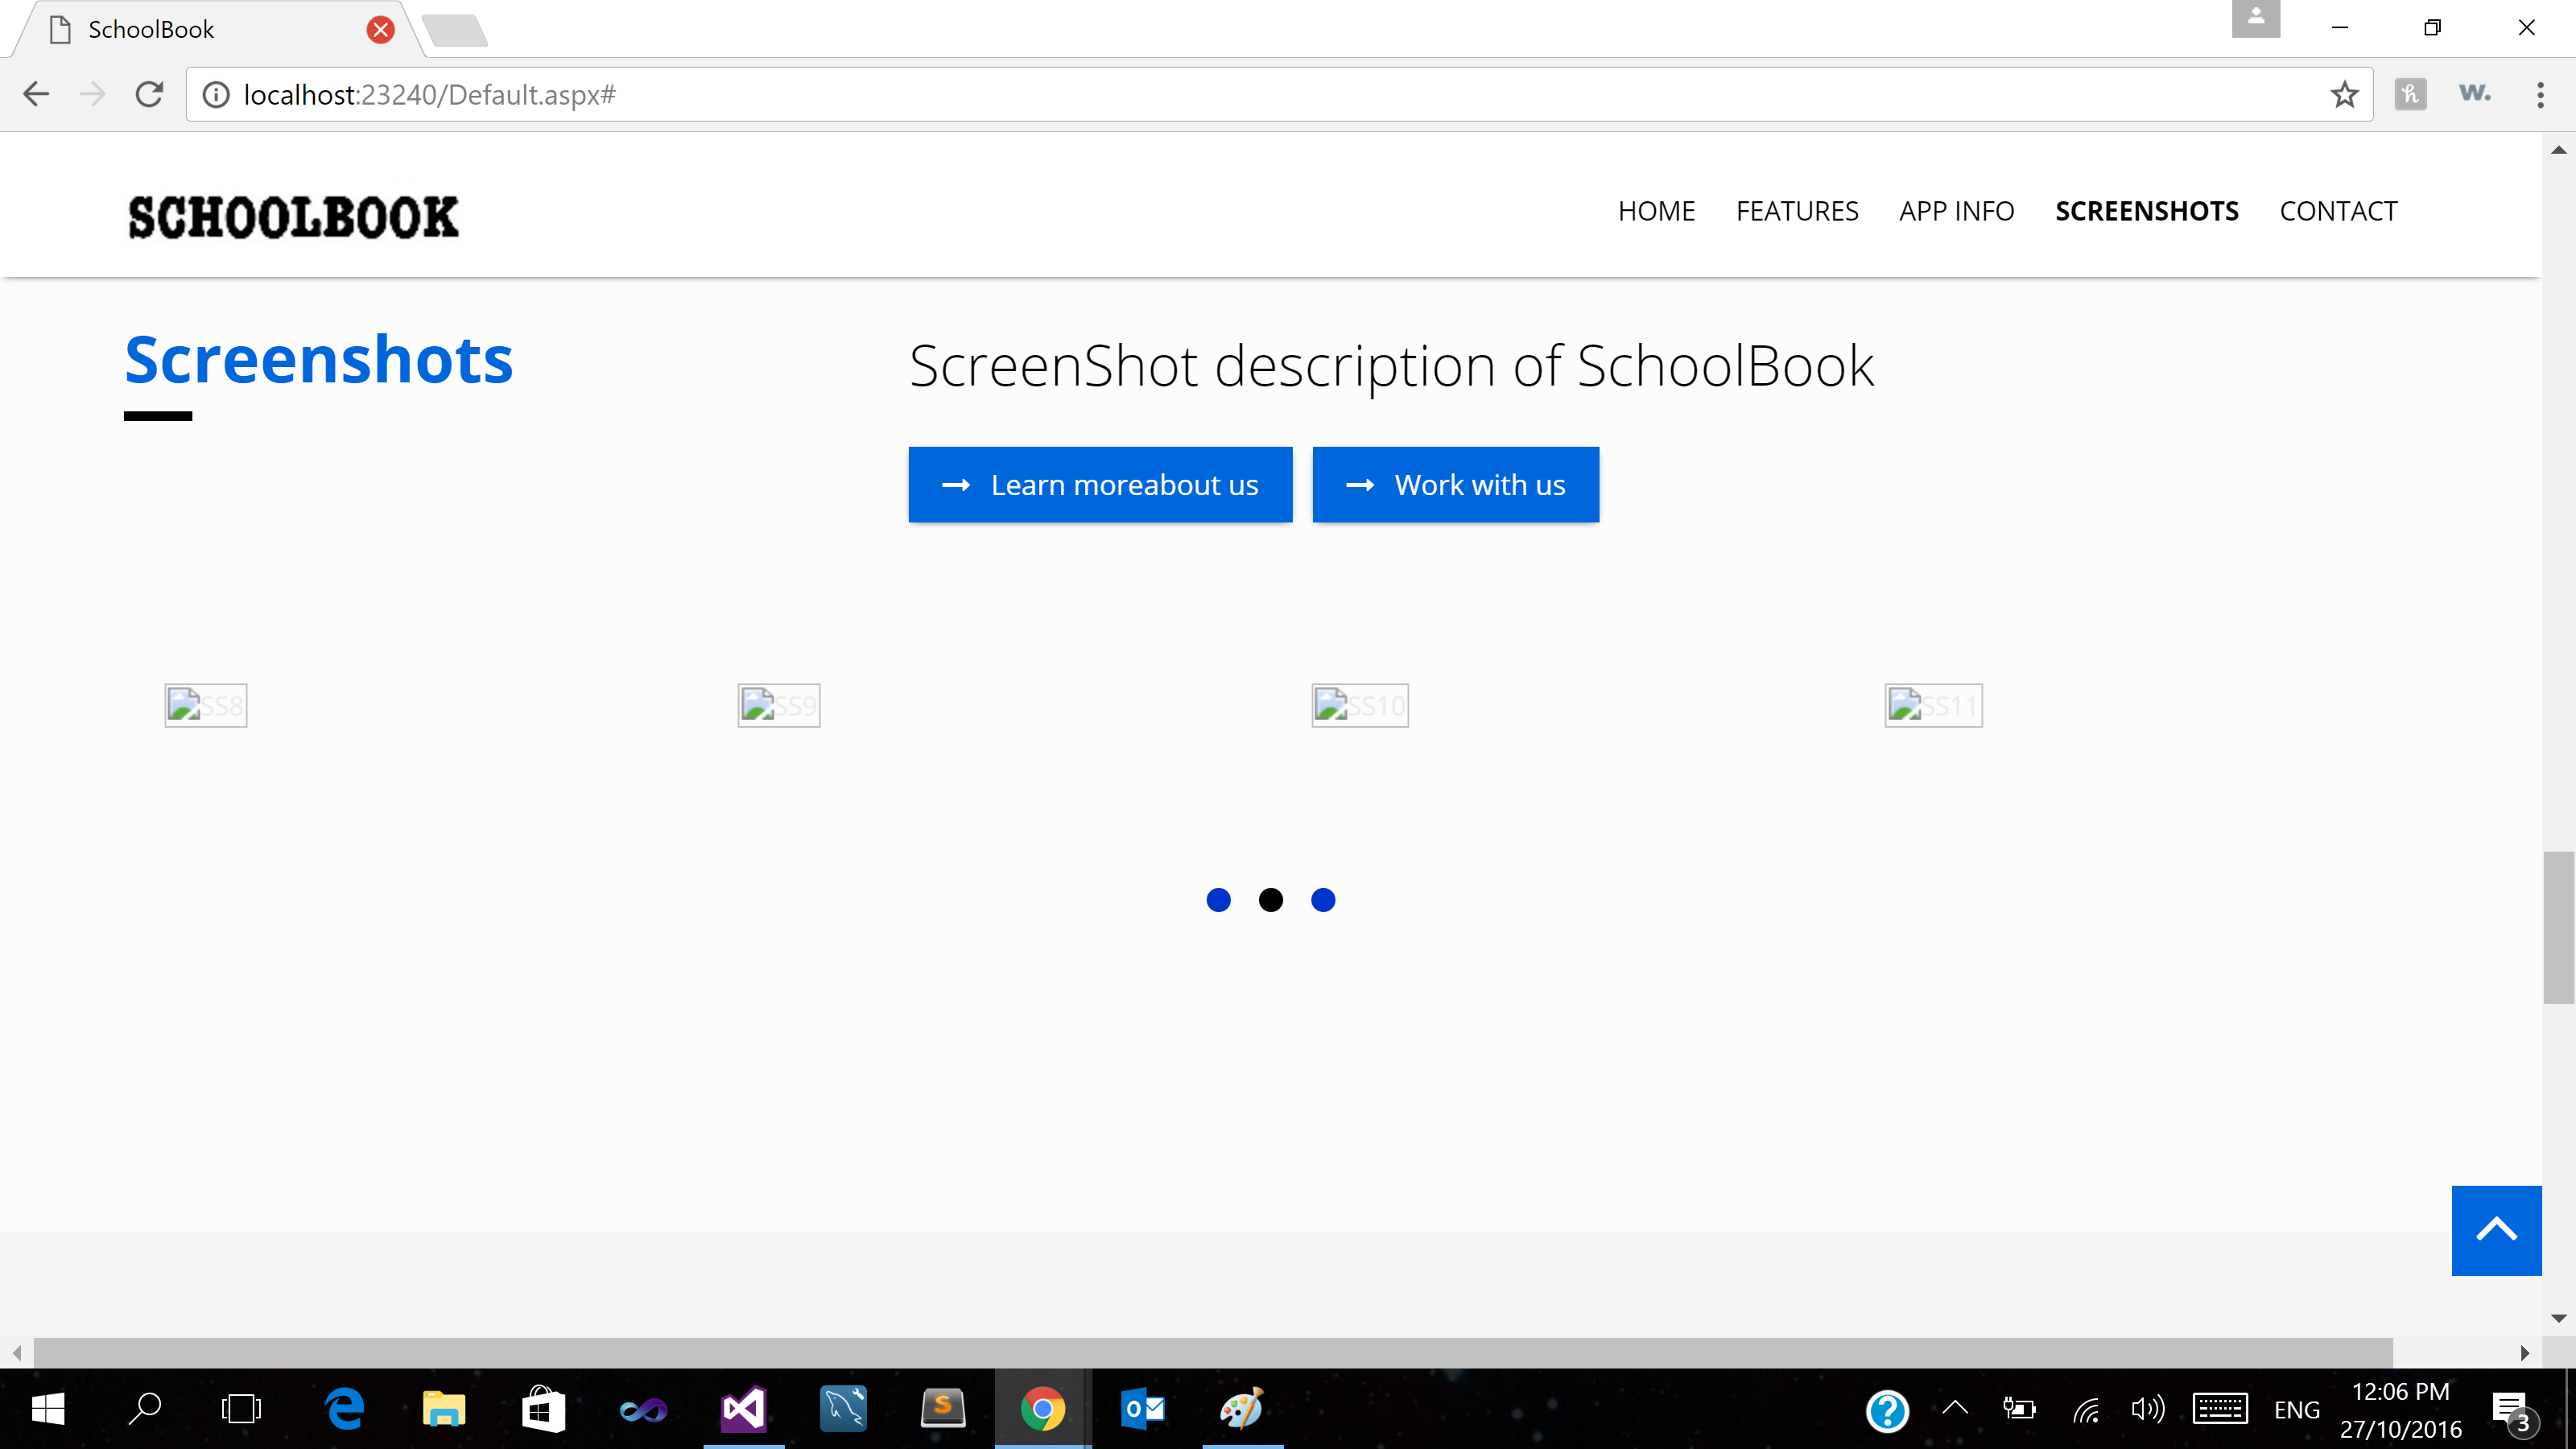 SchoolBook
localhost:23240/Default.aspx#
w.
SCHOOLBOOK
HOME FEATURES APP INFO SCREENSHOTS CONTACT
Screenshots
ScreenShot description of SchoolBook
Learn moreabout us
Work with us
SS8
SS9
SS10
SS11
ENG
12:06 PM
27/10/2016
3